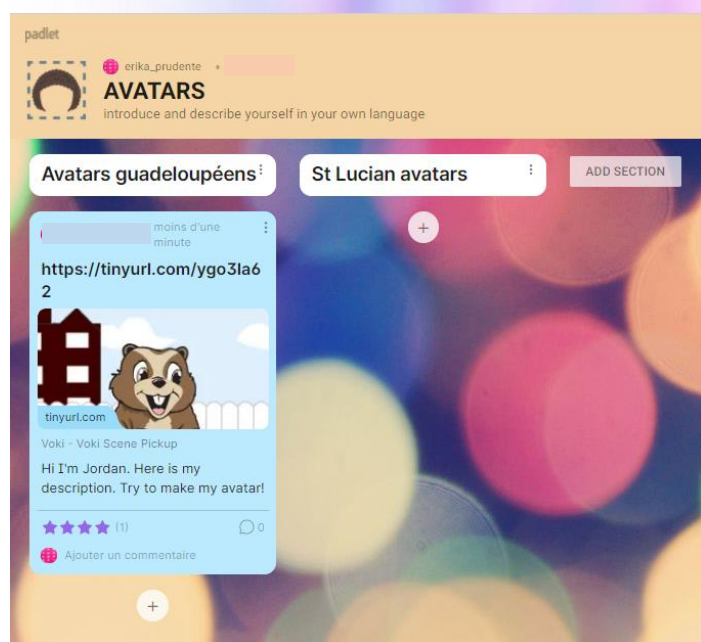 padlet
erika_prudente
AVATARS
introduce and describe yourself in your own language
Avatars guadeloupéens
St Lucian avatars
ADD SECTION
moins d'une
minute
https://tinyurl.com/ygo3la6
2
tinyurl.com
Voki - Voki Scene Pickup
Hi I'm Jordan. Here is my
description. Try to make my avatar!
(1)
0
Ajouter un commentaire